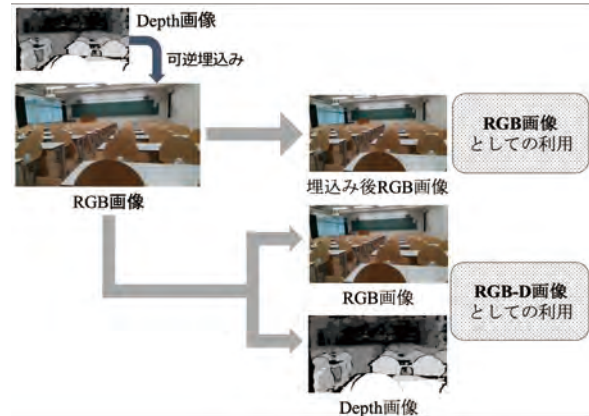 Depth画像
可逆埋込み
RGB画像
埋込み後RGB画像
RGB画像
としての利用
RGB画像
Depth画像
RGB-D画像
としての利用